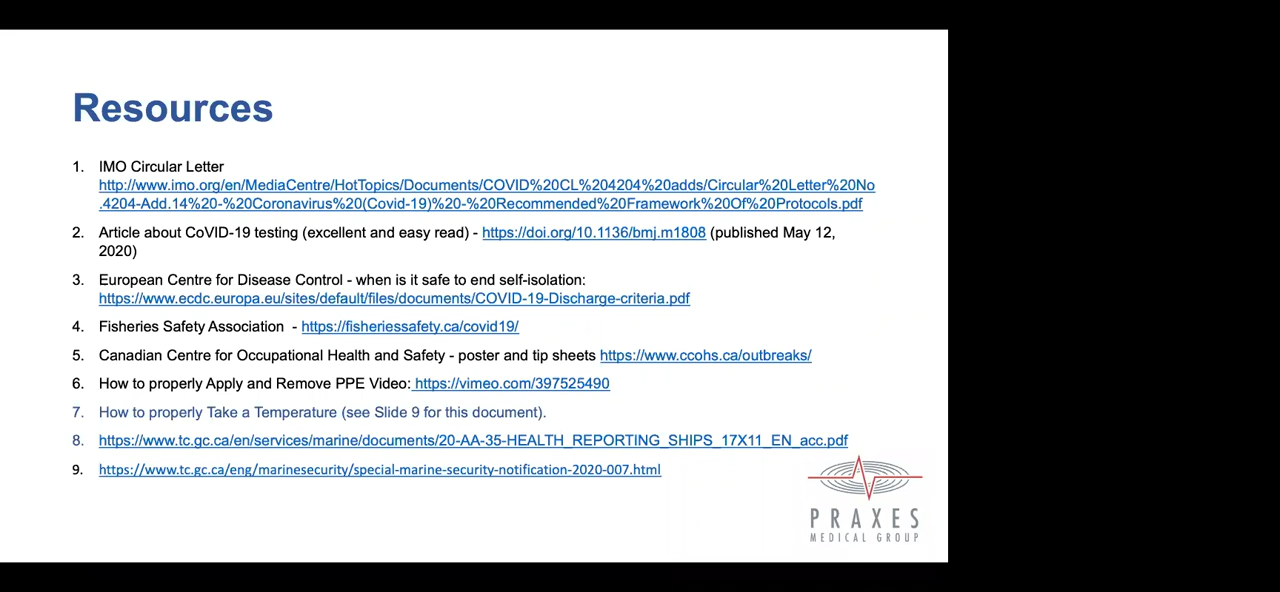 Resources
1. IMO Circular Letter
http://www.imo.org/en/MediaCentre/HotTopics/Documents/COVID%20CL%204204%20adds/Circular%20Letter%20No
.4204-Add.14%20-%20Coronavirus%20(Covid-19)%20-%20Recommended%20Framework%20Of%20Protocols.pdf
2. Article about CoVID-19 testing (excellent and easy read) - https://doi.org/10.1136/bmj.m1808 (published May 12,
2020)
3. European Centre for Disease Control - when is it safe to end self-isolation:
https://www.ecdc.europa.eu/sites/default/files/documents/COVID-19-Discharge-criteria.pdf
4. Fisheries Safety Association - https://fisheriessafety.ca/covid19/
5. Canadian Centre for Occupational Health and Safety - poster and tip sheets https://www.ccohs.ca/outbreaks/
6. How to properly Apply and Remove PPE Video: https://vimeo.com/397525490
7. How to properly Take a Temperature (see Slide 9 for this document).
8. https://www.tc.gc.ca/en/services/marine/documents/20-AA-35-HEALTH_REPORTING_SHIPS_17X11_EN_acc.pdf
9. https://www.tc.gc.ca/eng/marinesecurity/special-marine-security-notification-2020-007.html
PRAXES
MEDICAL GROUP